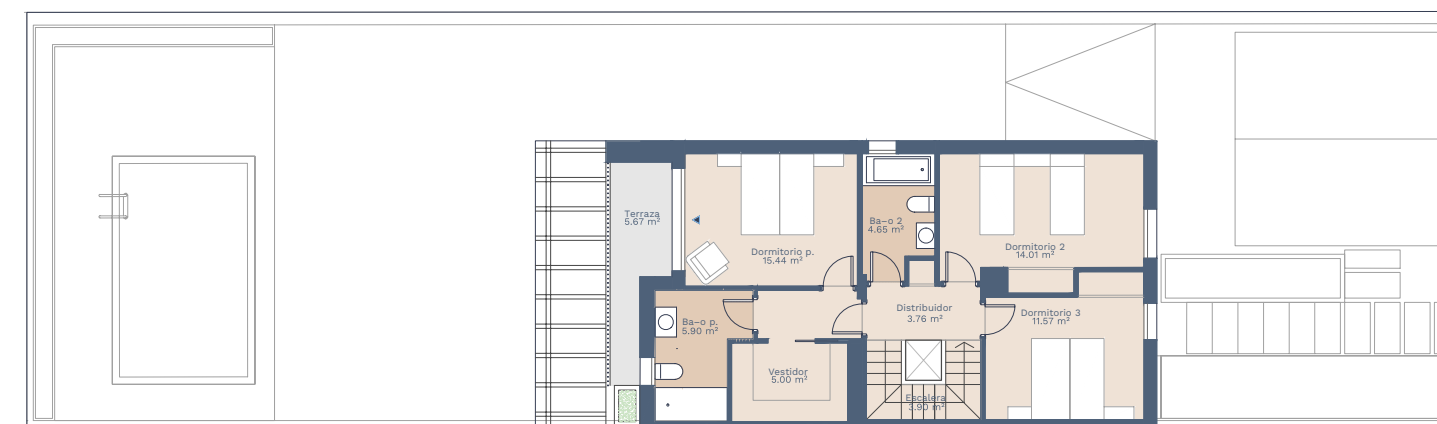 Terraza
5.67 m²
Dormitorio p.
15.44 m²
Ba–o 2
4.65 m²
Dormitorio 2
14.01 m²
Ba–o p.
5.90 m²
Distribuidor
3.76 m²
Dormitorio 3
11.57 m²
Vestidor
5.00 m²
Escalera
3.90 m²